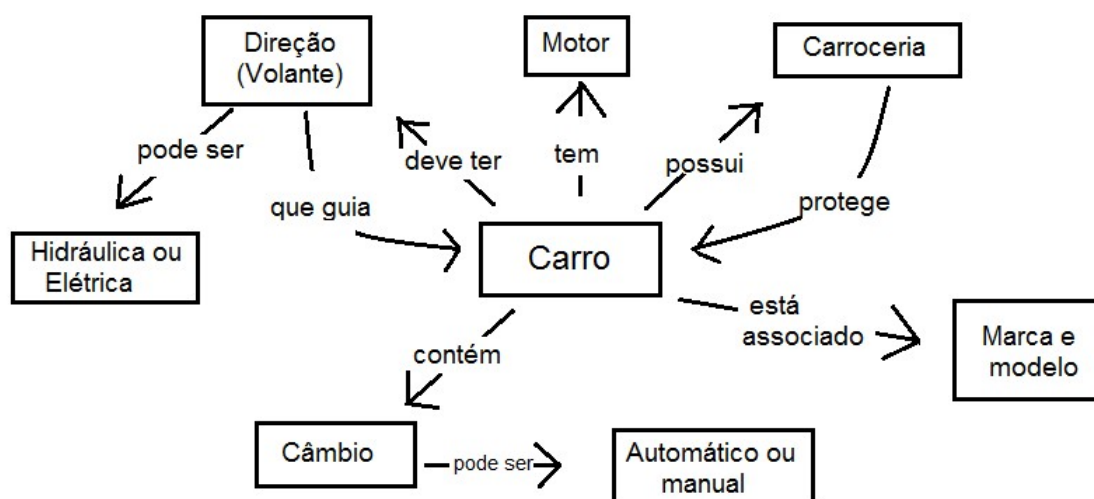 Direção
(Volante)
Motor
Carroceria
pode ser
deve ter
tem
possui
que guia
protege
Hidráulica ou
Elétrica
Carro
está
associado
Marca e
modelo
contém
Câmbio
pode ser
Automático ou
manual